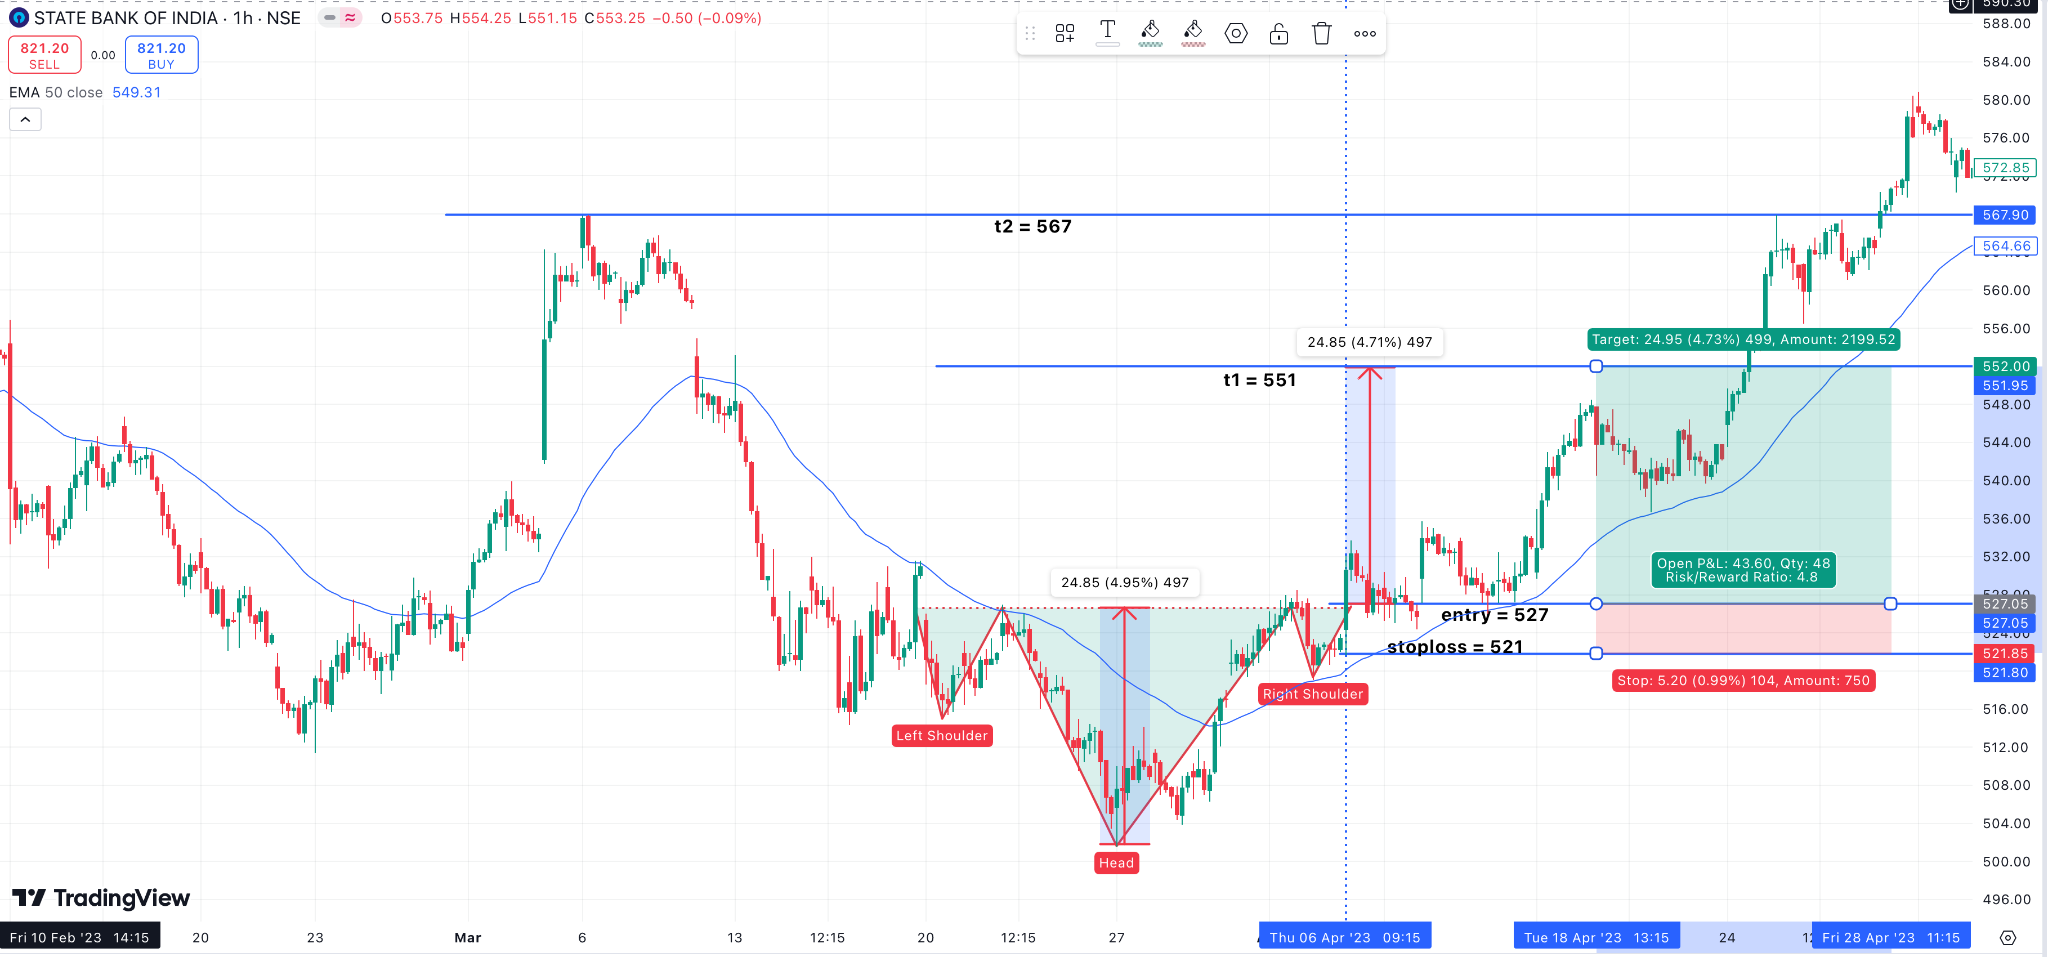 STATE BANK OF INDIA · 1h · NSE O553.75 H554.25 L551.15 C553.25 −0.50 (−0.09%)
821.20 SELL 0.00 821.20 BUY
EMA 50 close 549.31
T
590.30
588.00
584.00
580.00
576.00
572.85
572.00
567.90
564.66
560.00
556.00
552.00
551.95
548.00
544.00
540.00
536.00
532.00
528.00
527.05
527.05
524.00
521.85
521.80
516.00
512.00
508.00
504.00
500.00
496.00
t2 = 567
24.85 (4.71%) 497
Target: 24.95 (4.73%) 499, Amount: 2199.52
t1 = 551
Open P&L: 43.60, Qty: 48
Risk/Reward Ratio: 4.8
24.85 (4.95%) 497
entry = 527
stoploss = 521
Stop: 5.20 (0.99%) 104, Amount: 750
Right Shoulder
Left Shoulder
Head
TradingView
Fri 10 Feb '23 14:15 20 23 Mar 6 13 12:15 20 12:15 27 Thu 06 Apr '23 09:15 Tue 18 Apr '23 13:15 24 Fri 28 Apr '23 11:15